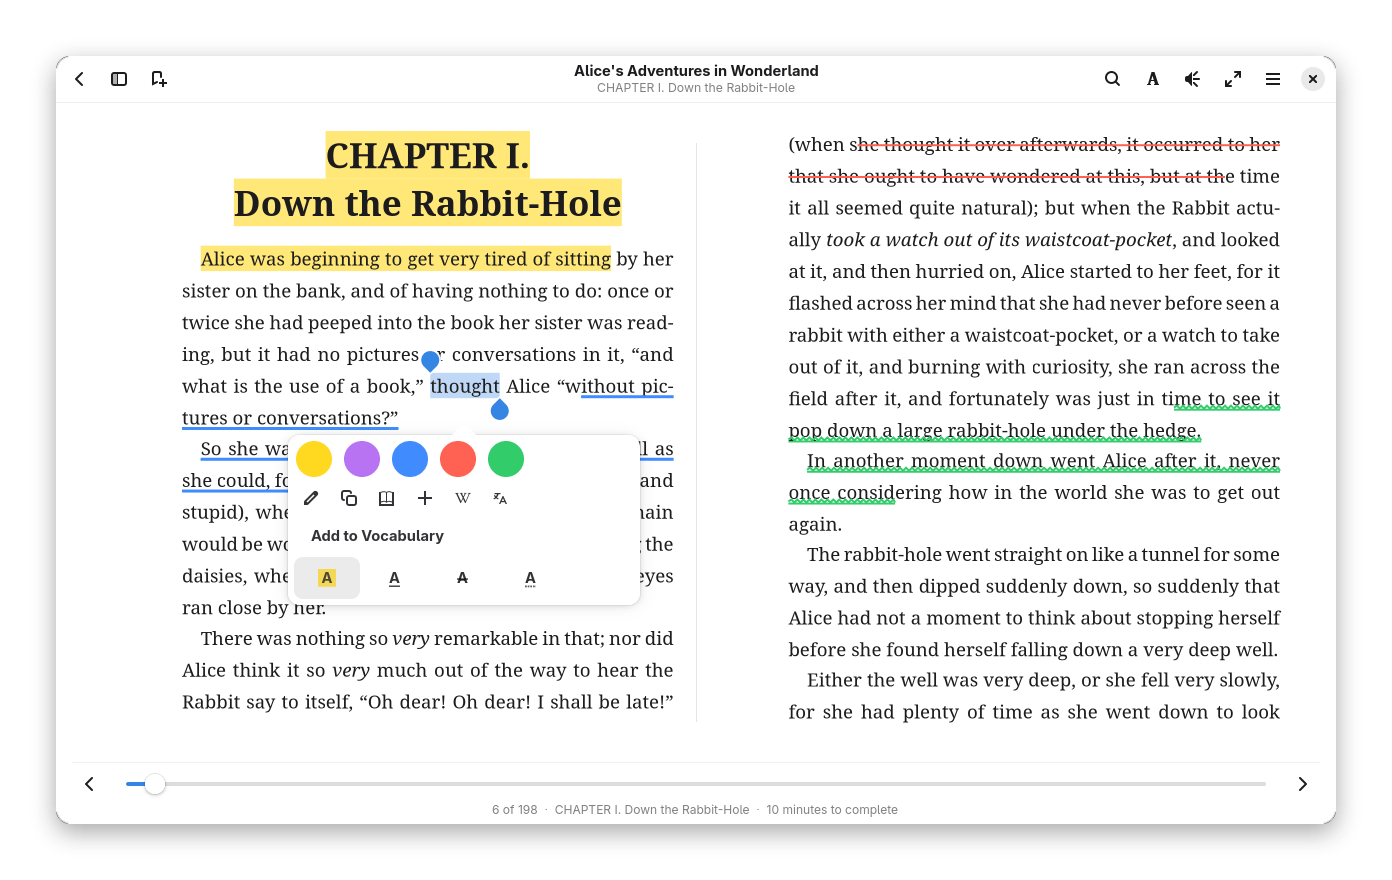 Alice's Adventures in Wonderland
CHAPTER I. Down the Rabbit-Hole
CHAPTER I.
Down the Rabbit-Hole
Alice was beginning to get very tired of sitting by her
sister on the bank, and of having nothing to do: once or
twice she had peeped into the book her sister was read-
ing, but it had no pictures or conversations in it, “and
what is the use of a book,” thought Alice “without pic-
tures or conversations?”
So she as
she could, and
stupid),
would be the
daisies, eyes
ran close by her.
There was nothing so very remarkable in that; nor did
Alice think it so very much out of the way to hear the
Rabbit say to itself, “Oh dear! Oh dear! I shall be late!”
Add to Vocabulary
A A A A
(when she thought it over afterwards, it occurred to her
that she ought to have wondered at this, but at the time
it all seemed quite natural); but when the Rabbit actu-
ally took a watch out of its waistcoat-pocket, and looked
at it, and then hurried on, Alice started to her feet, for it
flashed across her mind that she had never before seen a
rabbit with either a waistcoat-pocket, or a watch to take
out of it, and burning with curiosity, she ran across the
field after it, and fortunately was just in time to see it
pop down a large rabbit-hole under the hedge.
In another moment down went Alice after it, never
once considering how in the world she was to get out
again.
The rabbit-hole went straight on like a tunnel for some
way, and then dipped suddenly down, so suddenly that
Alice had not a moment to think about stopping herself
before she found herself falling down a very deep well.
Either the well was very deep, or she fell very slowly,
for she had plenty of time as she went down to look
6 of 198 · CHAPTER I. Down the Rabbit-Hole · 10 minutes to complete